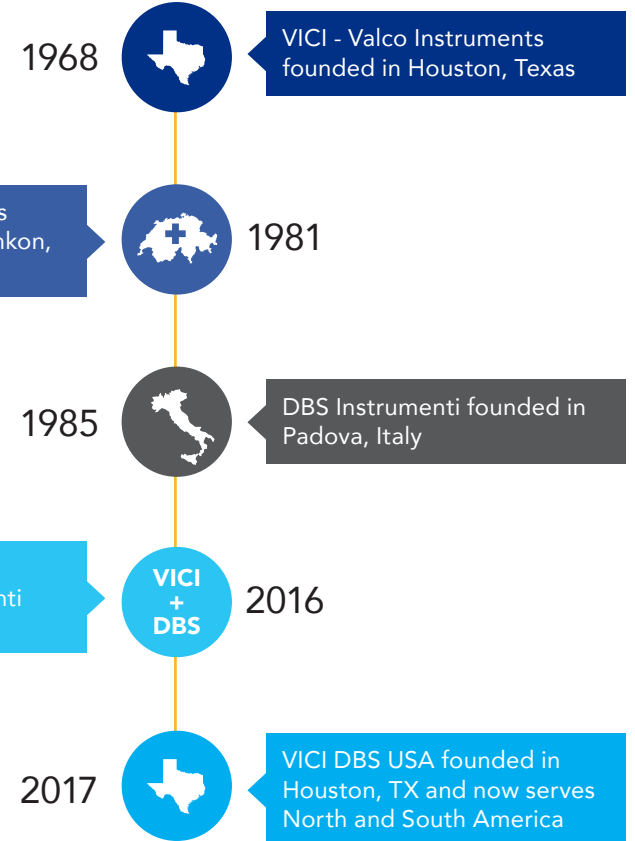 1968
VICI - Valco Instruments
founded in Houston, Texas
1981
1985
DBS Instrumenti founded in
Padova, Italy
VICI
+
DBS
2016
2017
VICI DBS USA founded in
Houston, TX and now serves
North and South America